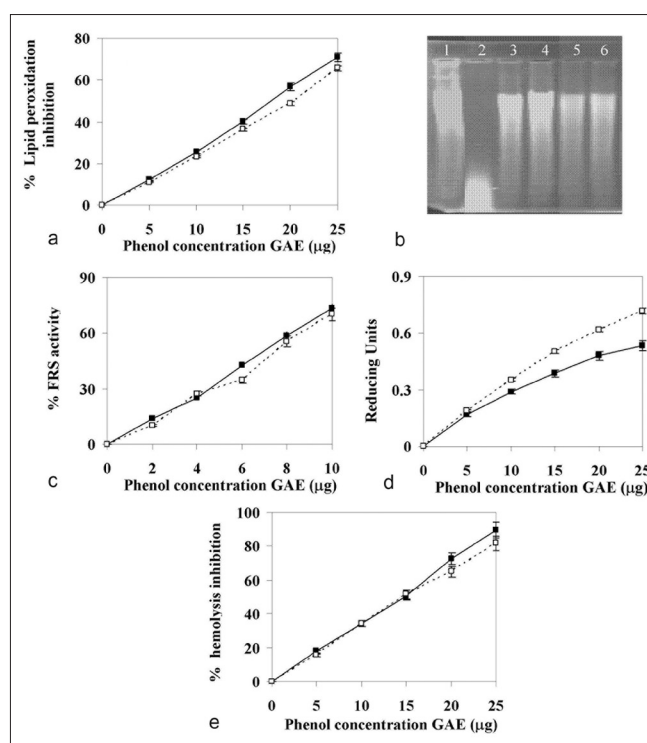 80
60
40
20
0
% Lipid peroxidation
inhibition
0 5 10 15 20 25
Phenol concentration GAE (µg)
a
1 2 3 4 5 6
b
90
60
30
0
% FRS activity
0 2 4 6 8 10
Phenol concentration GAE (µg)
c
0.9
0.6
0.3
0
Reducing Units
0 5 10 15 20 25
Phenol concentration GAE (µg)
d
100
80
60
40
20
0
% hemolysis inhibition
0 5 10 15 20 25
Phenol concentration GAE (µg)
e